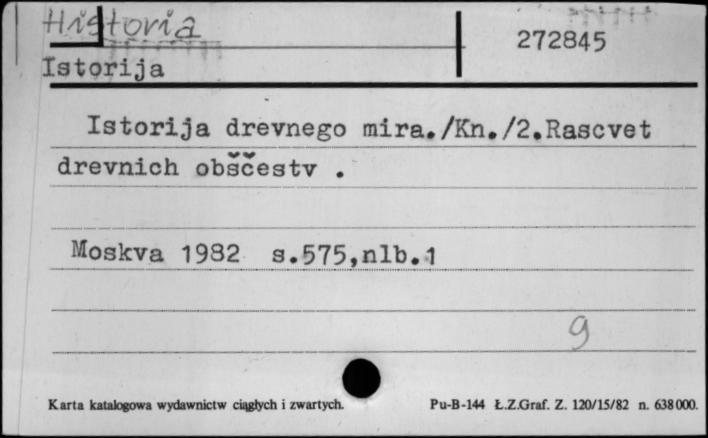 Historia
272845
Istorija
Istorija drevnego mira./Kn./2.Rascvet
drevnich obščestv .
Moskva 1982 s.575,nlb.1
9
Karta katalogowa wydawnictw ciągłych i zwartych.
Pu-B-144 Ł.Z.Graf. Z. 120/15/82 n. 638000.